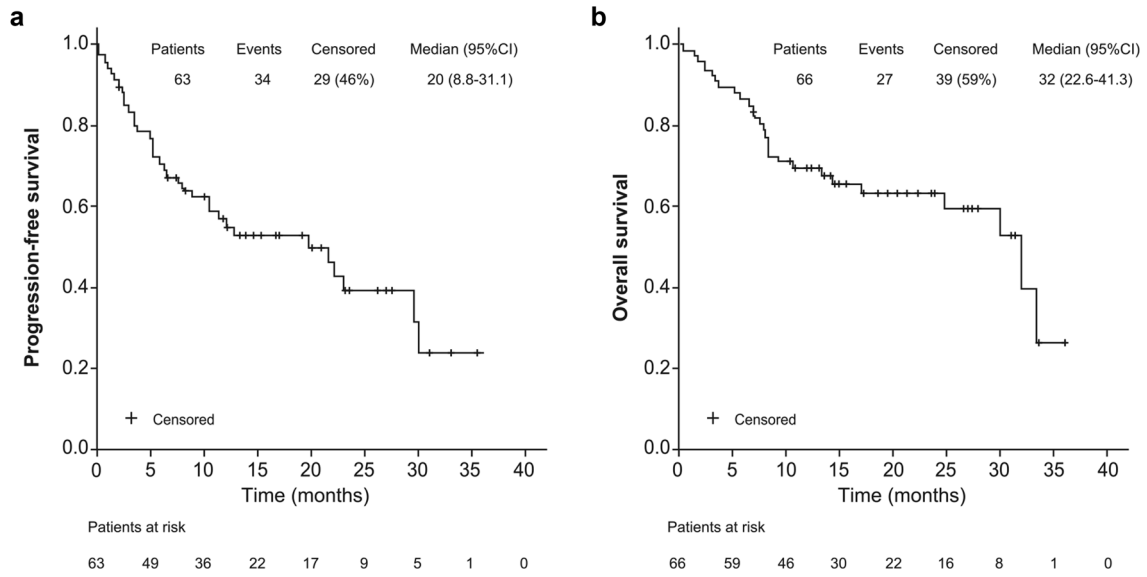 a
Patients Events Censored Median (95%CI)
63 34 29 (46%) 20 (8.8-31.1)
Progression-free survival
1.0
0.8
0.6
0.4
0.2
0.0
Censored
0 5 10 15 20 25 30 35 40
Time (months)
Patients at risk
63 49 36 22 17 9 5 1 0
b
Patients Events Censored Median (95%CI)
66 27 39 (59%) 32 (22.6-41.3)
Overall survival
1.0
0.8
0.6
0.4
0.2
0.0
Censored
0 5 10 15 20 25 30 35 40
Time (months)
Patients at risk
66 59 46 30 22 16 8 1 0